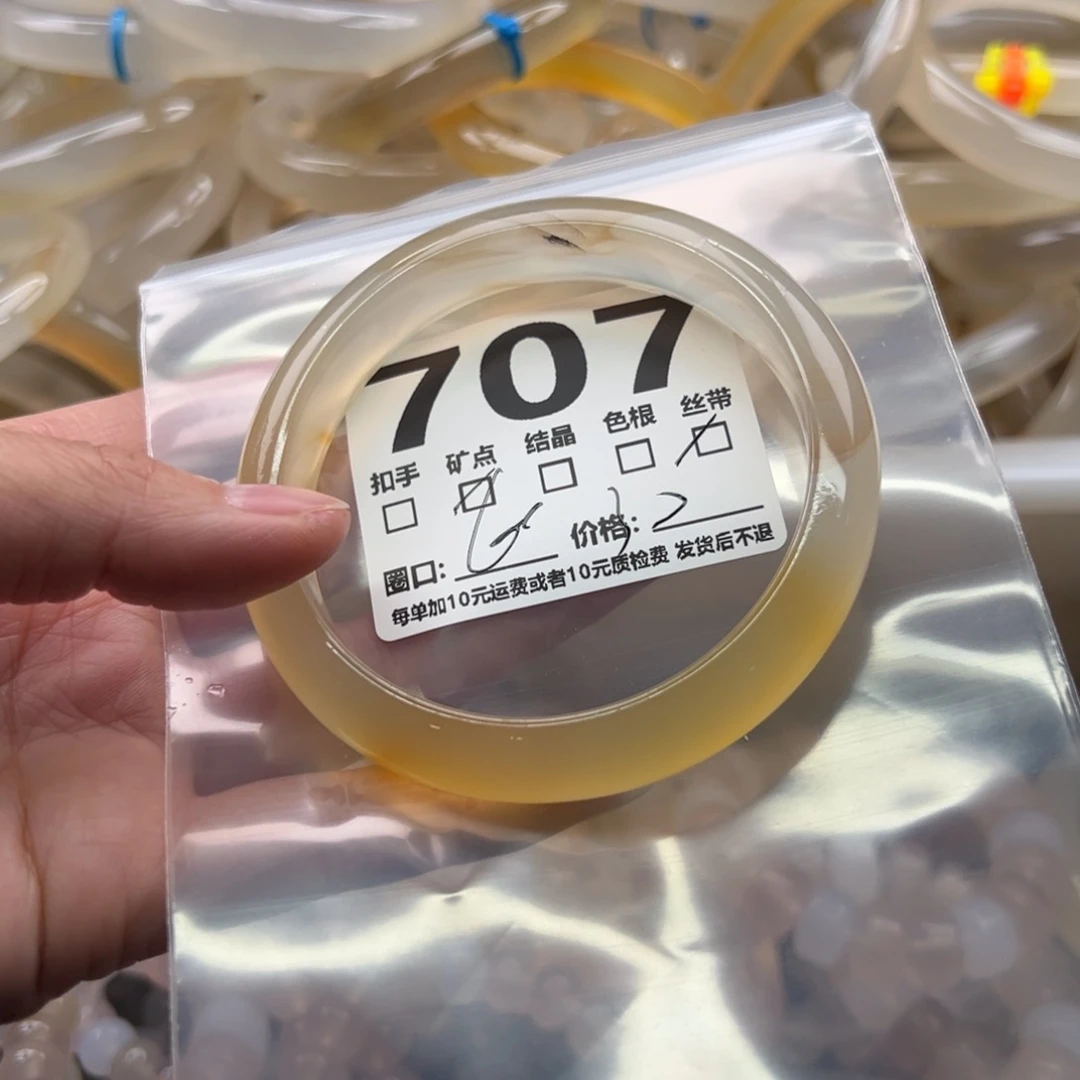 707
扣手 矿点 结晶 色根 丝带
圈口: 价格:
每单加10元运费或者10元质检费 发货后不退